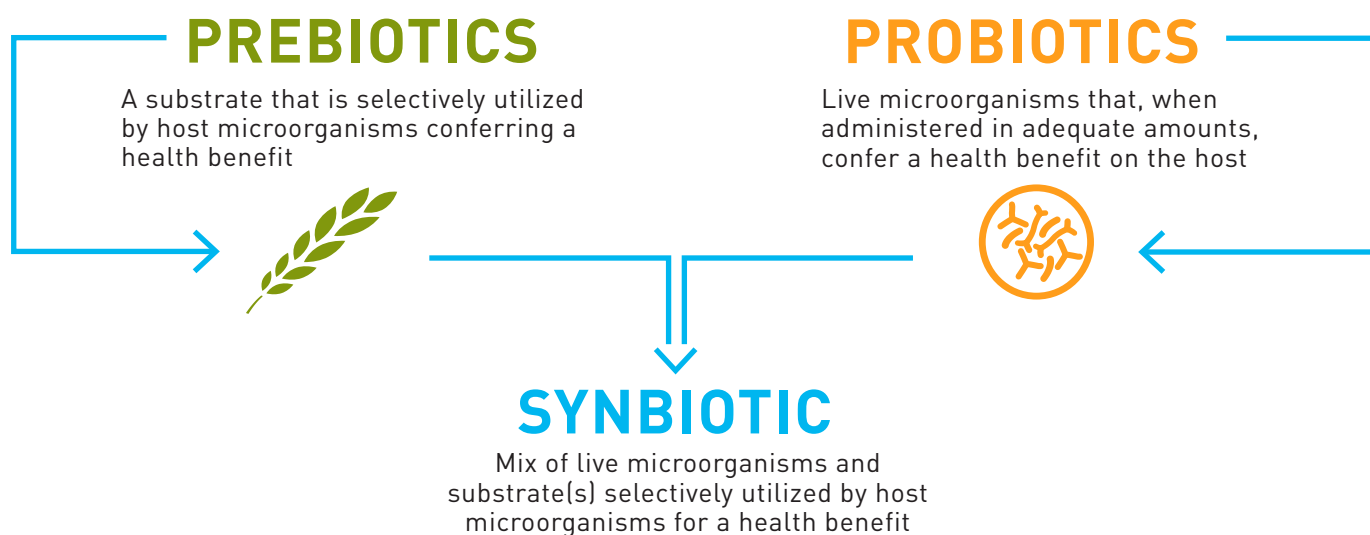 PREBIOTICS
A substrate that is selectively utilized
by host microorganisms conferring a
health benefit
PROBIOTICS
Live microorganisms that, when
administered in adequate amounts,
confer a health benefit on the host
SYNBIOTIC
Mix of live microorganisms and
substrate(s) selectively utilized by host
microorganisms for a health benefit